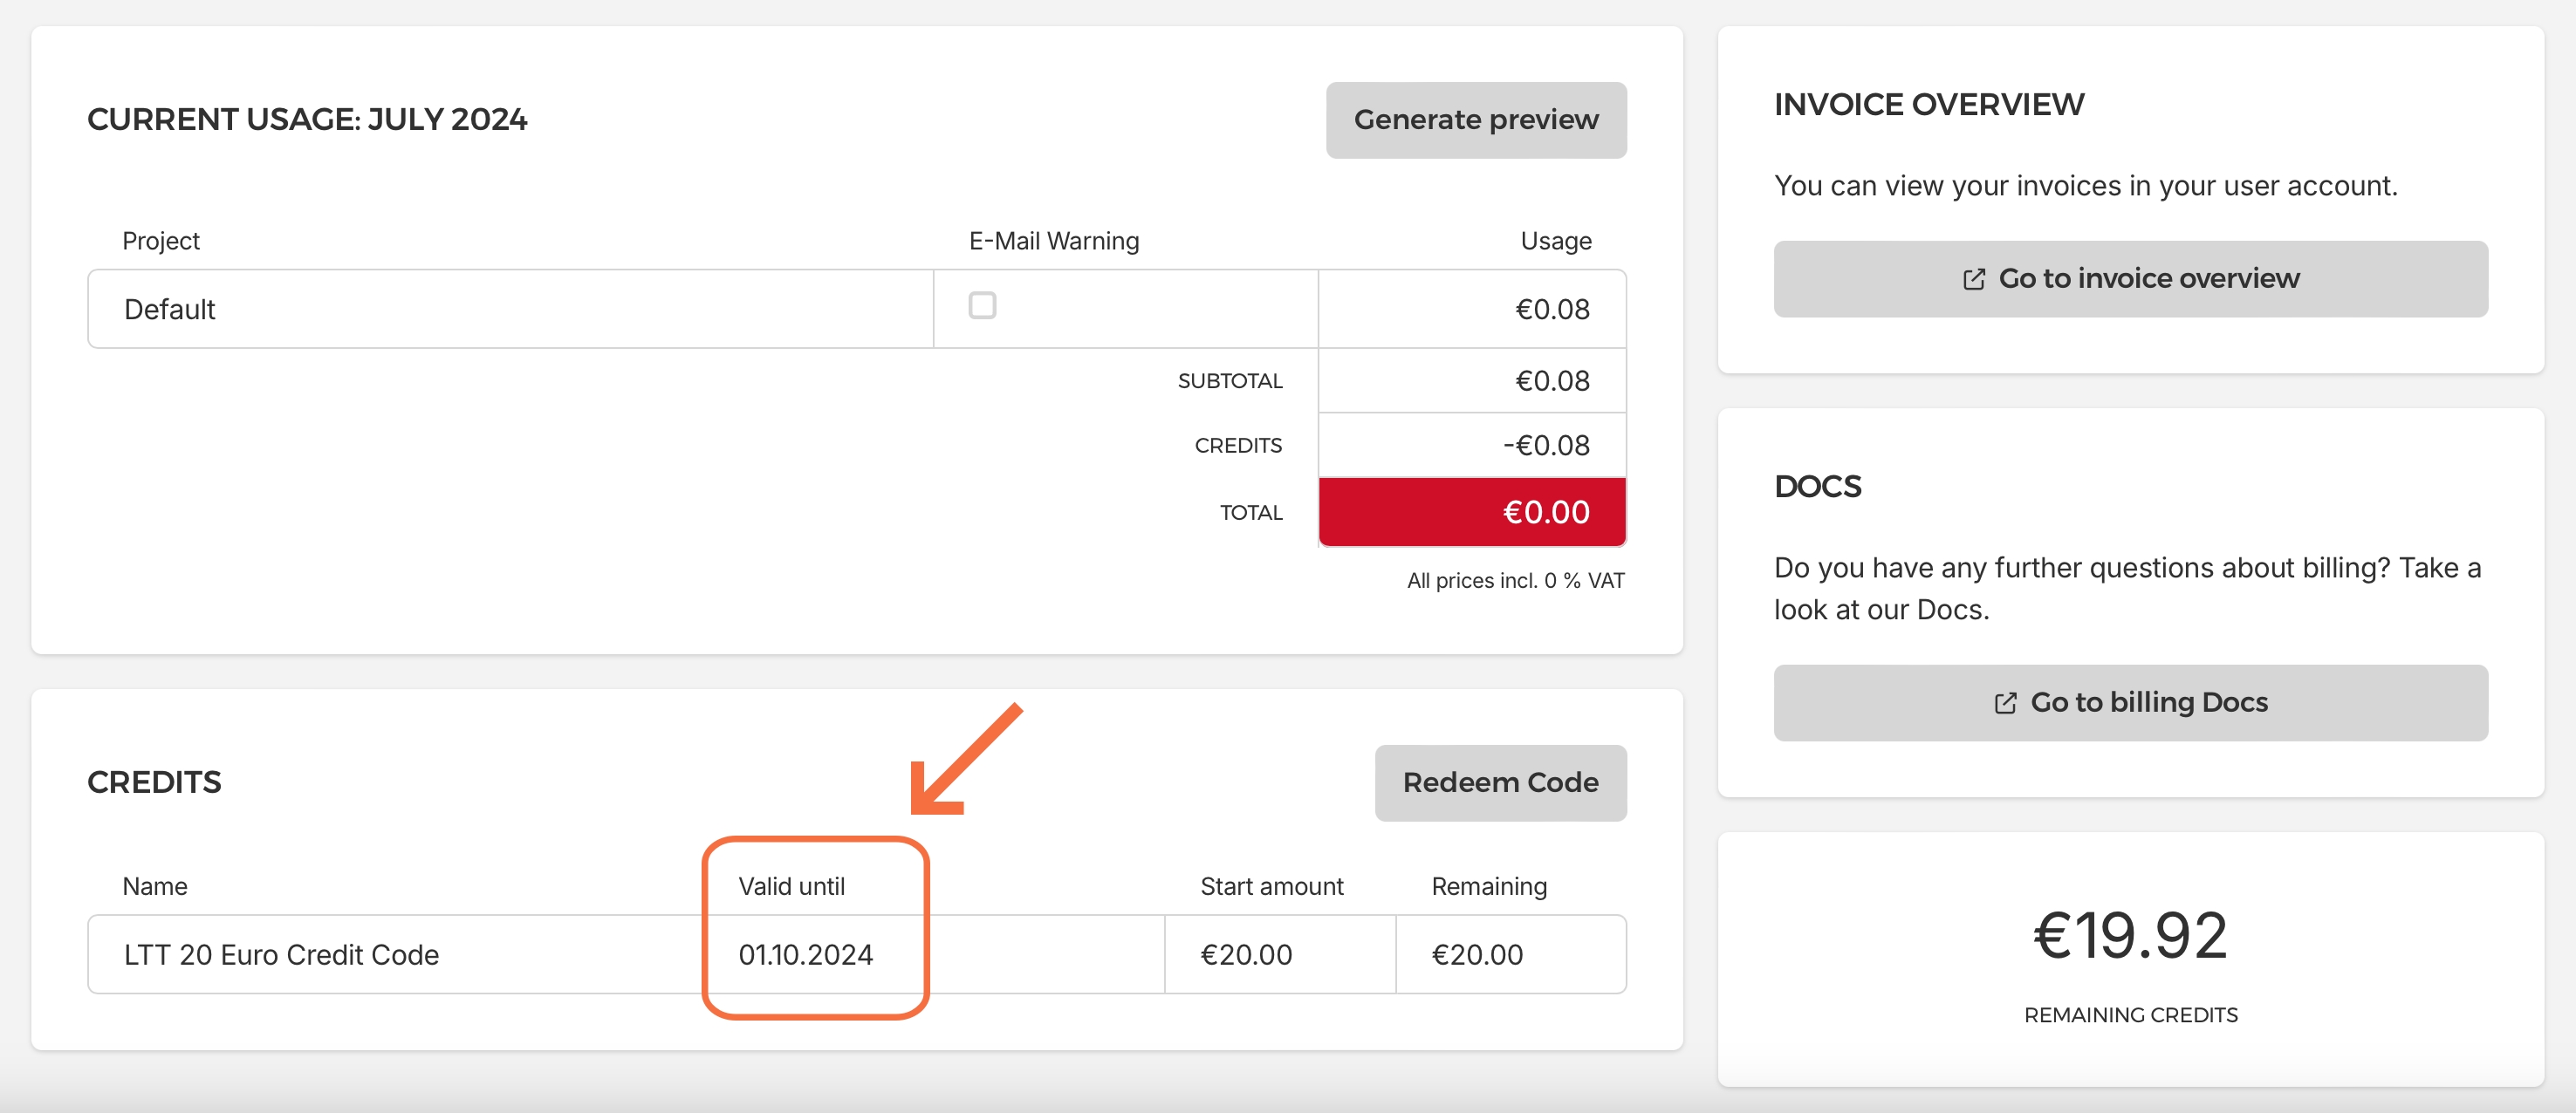 CURRENT USAGE: JULY 2024
Generate preview
Project E-Mail Warning Usage
Default €0.08
SUBTOTAL €0.08
CREDITS -€0.08
TOTAL €0.00
All prices incl. 0 % VAT
CREDITS
Redeem Code
Name Valid until Start amount Remaining
LTT 20 Euro Credit Code 01.10.2024 €20.00 €20.00
INVOICE OVERVIEW
You can view your invoices in your user account.
Go to invoice overview
DOCS
Do you have any further questions about billing? Take a
look at our Docs.
Go to billing Docs
€19.92
REMAINING CREDITS